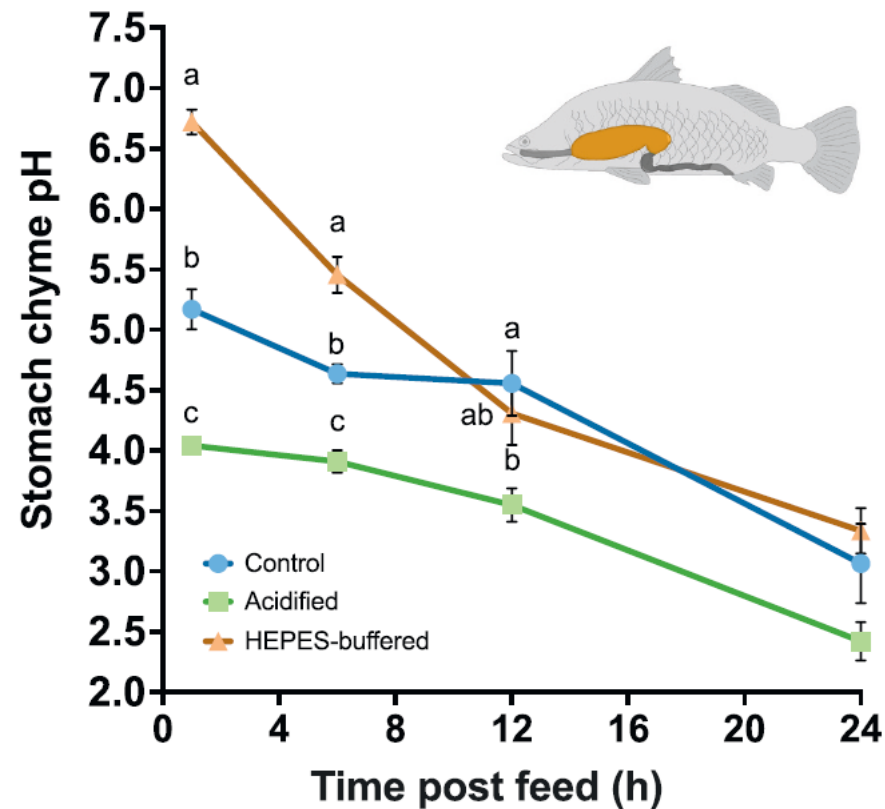 7.5
7.0
6.5
6.0
5.5
5.0
4.5
4.0
3.5
3.0
2.5
2.0
Stomach chyme pH
a
a
b
b
a
ab
c
c
b
Control
Acidified
HEPES-buffered
0 4 8 12 16 20 24
Time post feed (h)